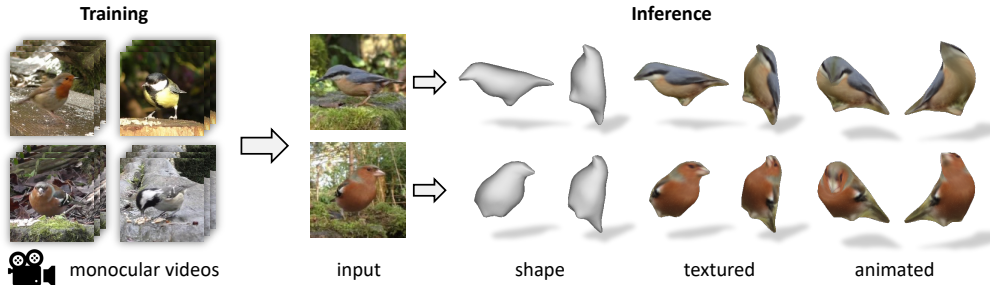 Training
Inference
monocular videos
input
shape
textured
animated